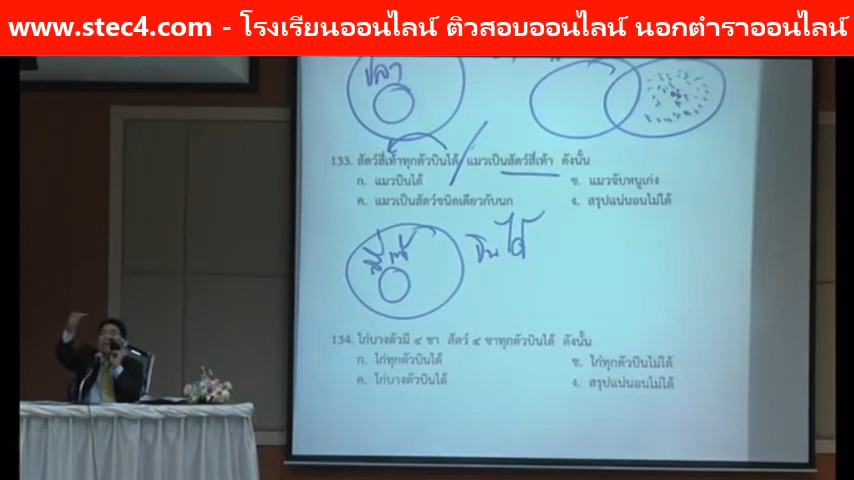 www.stec4.com - โรงเรียนออนไลน์ ติวสอบออนไลน์ นอกตำราออนไลน์
ปลา
133. สัตว์สี่เท้าทุกตัวบินได้ แมวเป็นสัตว์สี่เท้า ดังนั้น
ก. แมวบินได้ ข. แมวจับหนูเก่ง
ค. แมวเป็นสัตว์ชนิดเดียวกับนก ง. สรุปแน่นอนไม่ได้
สี่เท้า บินได้
134. ไก่บางตัวมี ๔ ขา สัตว์ ๔ ขาทุกตัวบินได้ ดังนั้น
ก. ไก่ทุกตัวบินได้ ข. ไก่ทุกตัวบินไม่ได้
ค. ไก่บางตัวบินได้ ง. สรุปแน่นอนไม่ได้